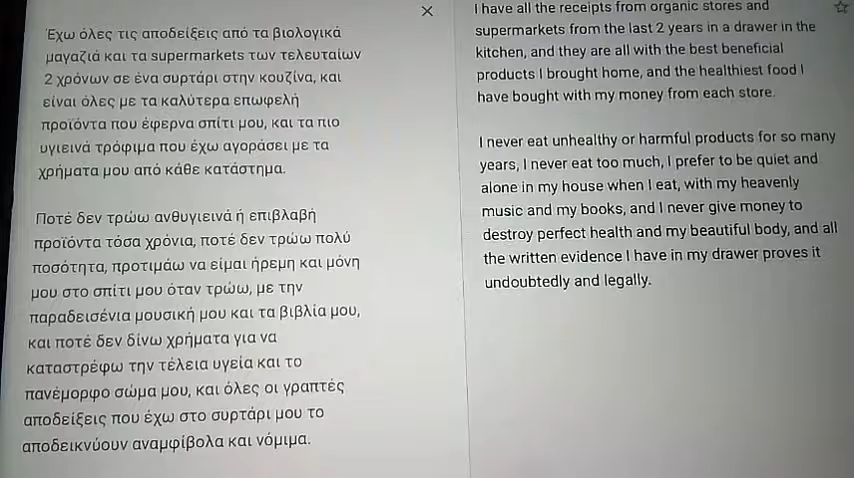 Έχω όλες τις αποδείξεις από τα βιολογικά
μαγαζιά και τα supermarkets των τελευταίων
2 χρόνων σε ένα συρτάρι στην κουζίνα, και
είναι όλες με τα καλύτερα επωφελή
προϊόντα που έφερνα σπίτι μου, και τα πιο
υγιεινά τρόφιμα που έχω αγοράσει με τα
χρήματα μου από κάθε κατάστημα.
Ποτέ δεν τρώω ανθυγιεινά ή επιβλαβή
προϊόντα τόσα χρόνια, ποτέ δεν τρώω πολύ
ποσότητα, προτιμάω να είμαι ήρεμη και μόνη
μου στο σπίτι μου όταν τρώω, με την
παραδεισένια μουσική μου και τα βιβλία μου,
και ποτέ δεν δίνω χρήματα για να
καταστρέφω την τέλεια υγεία και το
πανέμορφο σώμα μου, και όλες οι γραπτές
αποδείξεις που έχω στο συρτάρι μου το
αποδεικνύουν αναμφίβολα και νόμιμα.
I have all the receipts from organic stores and
supermarkets from the last 2 years in a drawer in the
kitchen, and they are all with the best beneficial
products I brought home, and the healthiest food I
have bought with my money from each store.
I never eat unhealthy or harmful products for so many
years, I never eat too much, I prefer to be quiet and
alone in my house when I eat, with my heavenly
music and my books, and I never give money to
destroy perfect health and my beautiful body, and all
the written evidence I have in my drawer proves it
undoubtedly and legally.